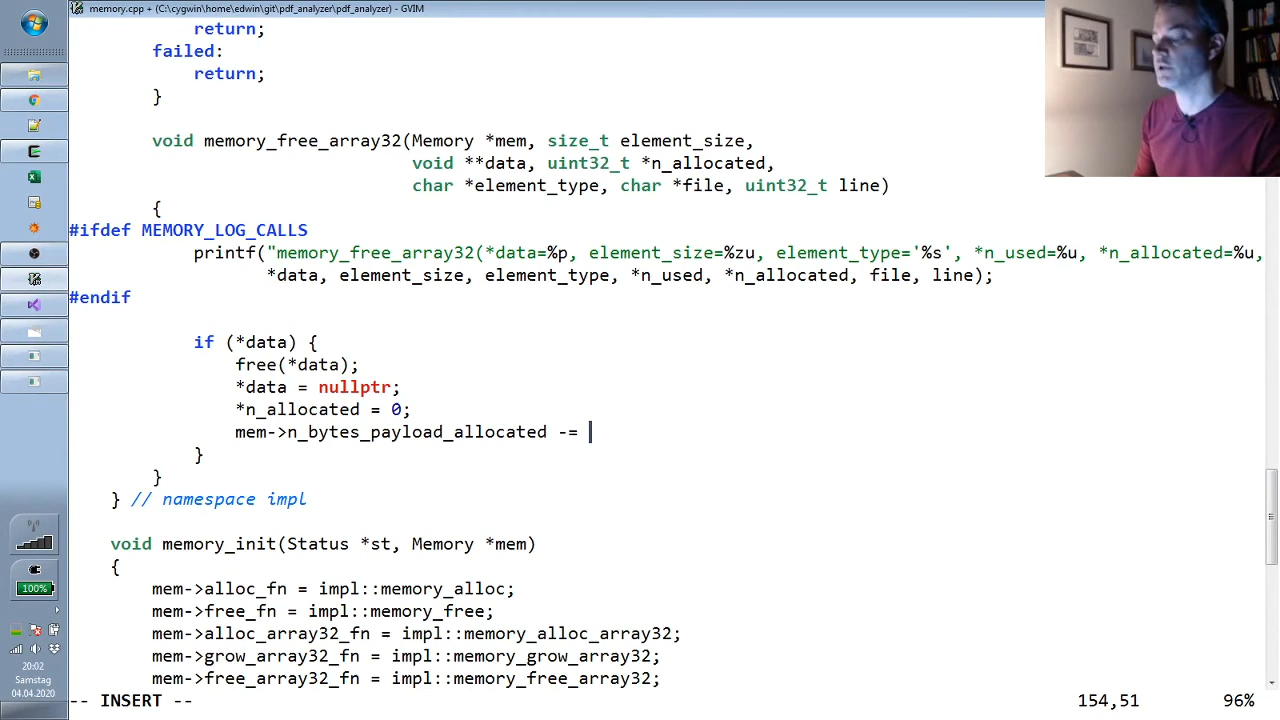 memory.cpp + (C:\cygwin\home\edwin\git\pdf_analyzer\pdf_analyzer) - GVIM
return;
failed:
return;
}
void memory_free_array32(Memory *mem, size_t element_size,
void **data, uint32_t *n_allocated,
char *element_type, char *file, uint32_t line)
{
#ifdef MEMORY_LOG_CALLS
printf("memory_free_array32(*data=%p, element_size=%zu, element_type='%s', *n_used=%u, *n_allocated=%u,
*data, element_size, element_type, *n_used, *n_allocated, file, line);
#endif
if (*data) {
free(*data);
*data = nullptr;
*n_allocated = 0;
mem->n_bytes_payload_allocated -=
}
}
} // namespace impl
void memory_init(Status *st, Memory *mem)
{
mem->alloc_fn = impl::memory_alloc;
mem->free_fn = impl::memory_free;
mem->alloc_array32_fn = impl::memory_alloc_array32;
mem->grow_array32_fn = impl::memory_grow_array32;
mem->free_array32_fn = impl::memory_free_array32;
-- INSERT --
154,51
96%
100%
20:02
Samstag
04.04.2020